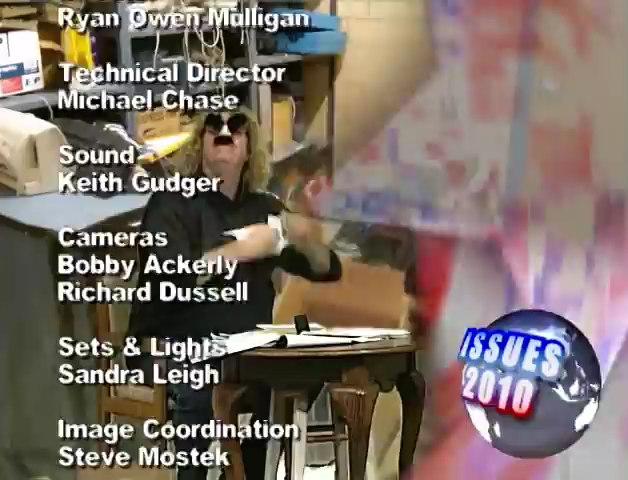 Ryan Owen Mulligan
Technical Director
Michael Chase
Sound
Keith Gudger
Cameras
Bobby Ackerly
Richard Dussell
Sets & Lights
Sandra Leigh
Image Coordination
Steve Mostek
ISSUES
2010